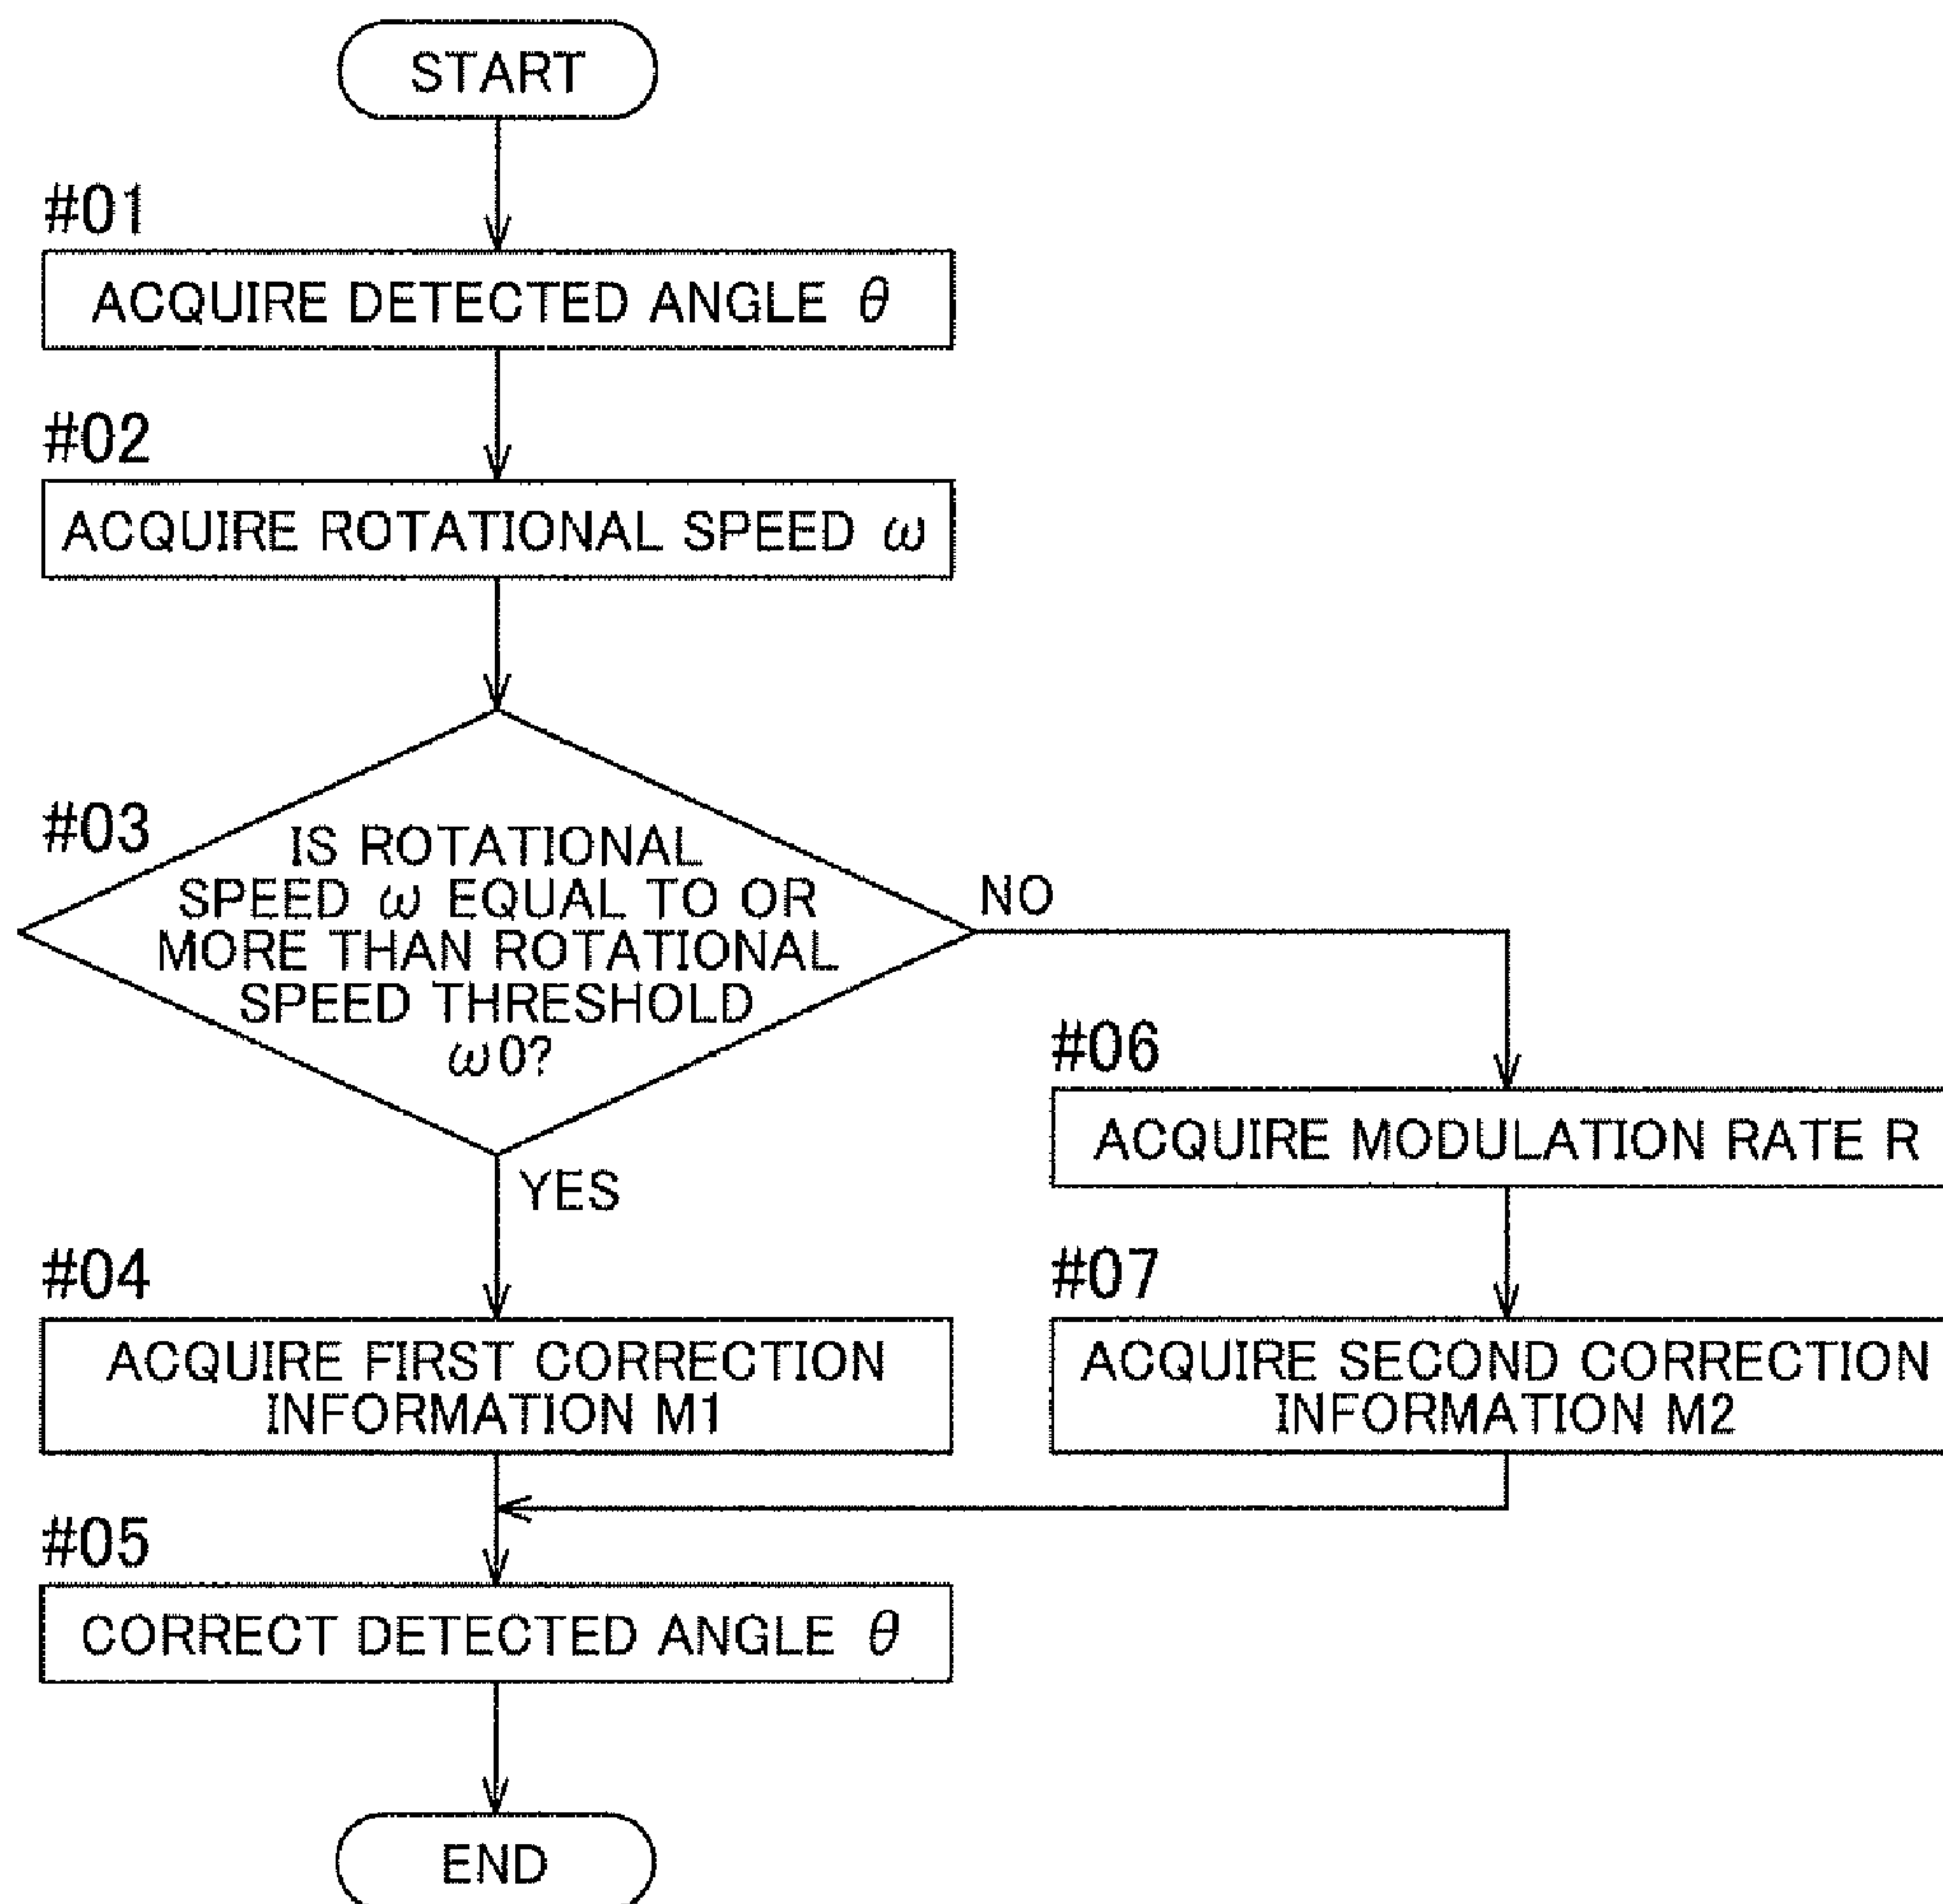 START
#01
ACQUIRE DETECTED ANGLE θ
#02
ACQUIRE ROTATIONAL SPEED ω
#03
IS ROTATIONAL
SPEED ω EQUAL TO OR
MORE THAN ROTATIONAL
SPEED THRESHOLD
ω0?
NO
YES
#04
ACQUIRE FIRST CORRECTION
INFORMATION M1
#06
ACQUIRE MODULATION RATE R
#07
ACQUIRE SECOND CORRECTION
INFORMATION M2
#05
CORRECT DETECTED ANGLE θ
END